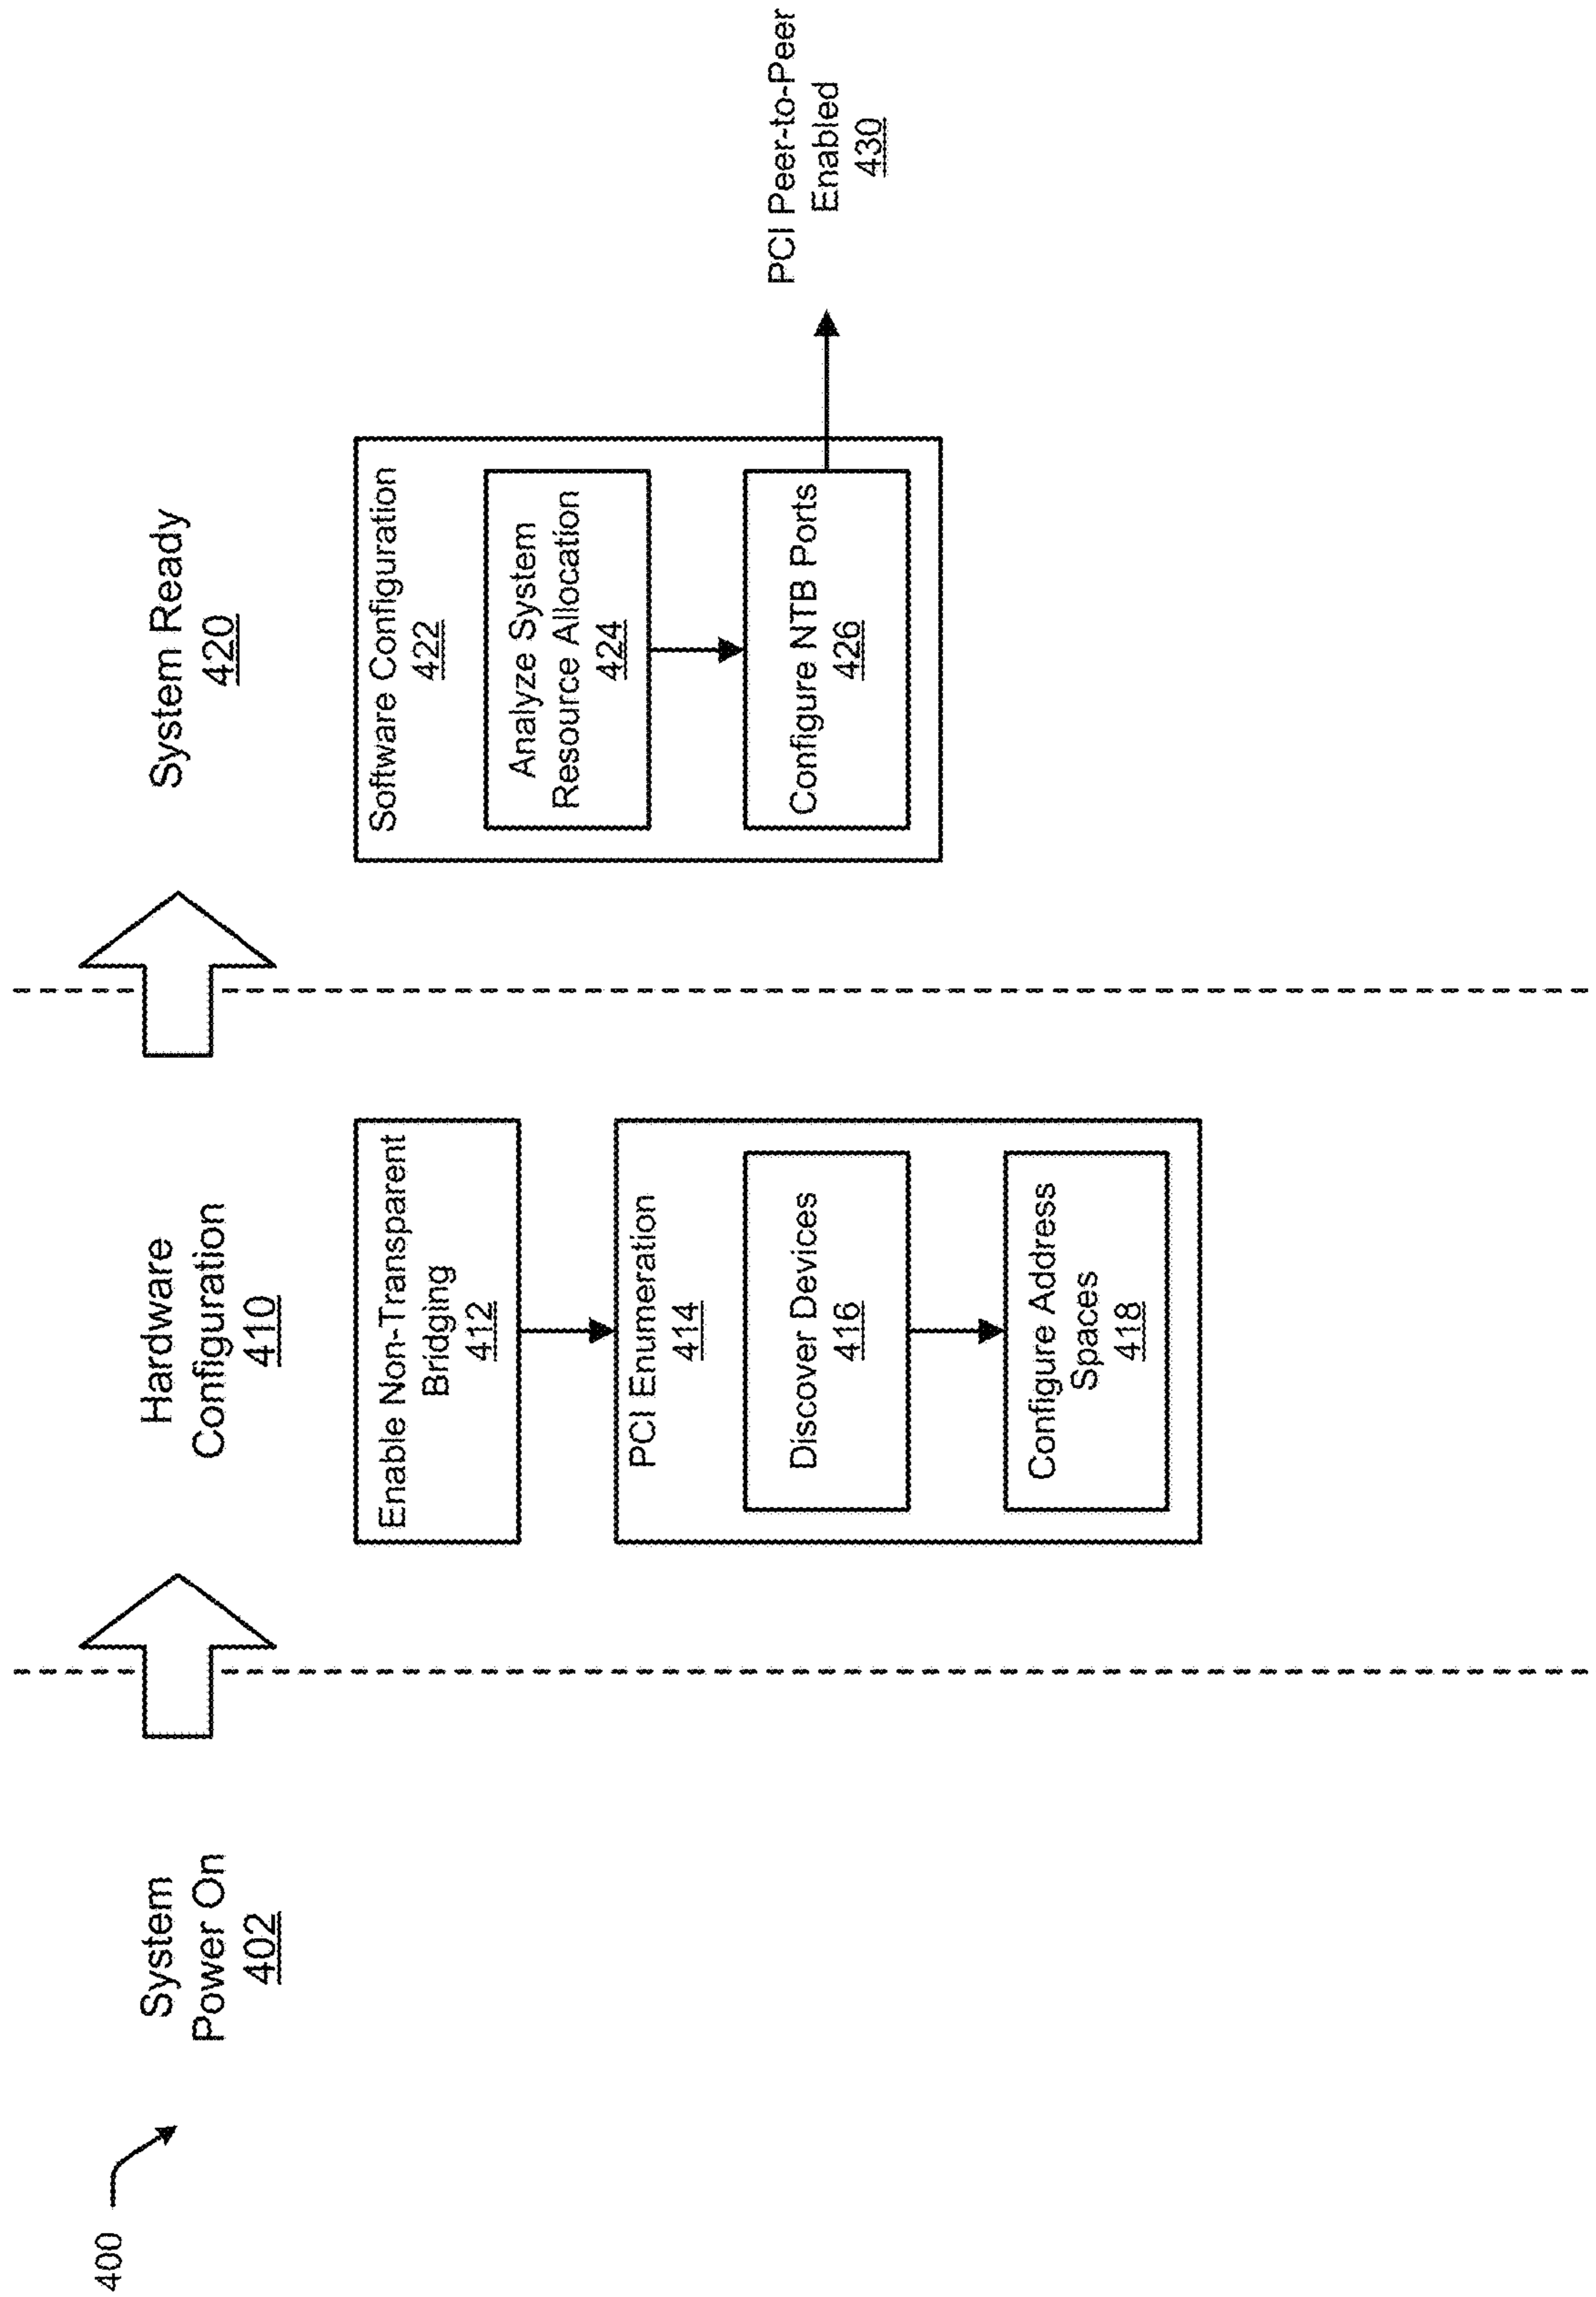 400
System
Power On
402
Hardware
Configuration
410
Enable Non-Transparent
Bridging
412
PCI Enumeration
414
Discover Devices
416
Configure Address
Spaces
418
System Ready
420
Software Configuration
422
Analyze System
Resource Allocation
424
Configure NTB Ports
426
PCI Peer-to-Peer
Enabled
430